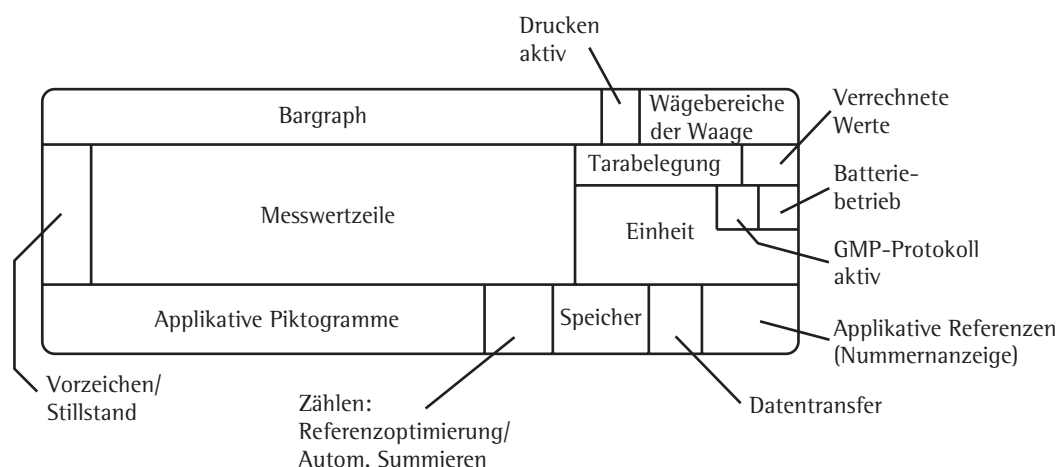 Drucken
aktiv
Bargraph
Wägebereiche
der Waage
Verrechnete
Werte
Tarabelegung
Batterie-
betrieb
Messwertzeile
Einheit
GMP-Protokoll
aktiv
Applikative Piktogramme
Speicher
Applikative Referenzen
(Nummernanzeige)
Vorzeichen/
Stillstand
Zählen:
Referenzoptimierung/
Autom. Summieren
Datentransfer